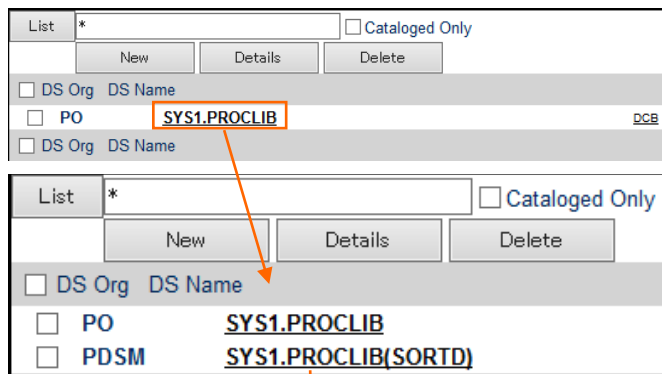 List * Cataloged Only
New Details Delete
DS Org DS Name
PO SYS1.PROCLIB DCB
DS Org DS Name
List * Cataloged Only
New Details Delete
DS Org DS Name
PO SYS1.PROCLIB
PDSM SYS1.PROCLIB(SORTD)